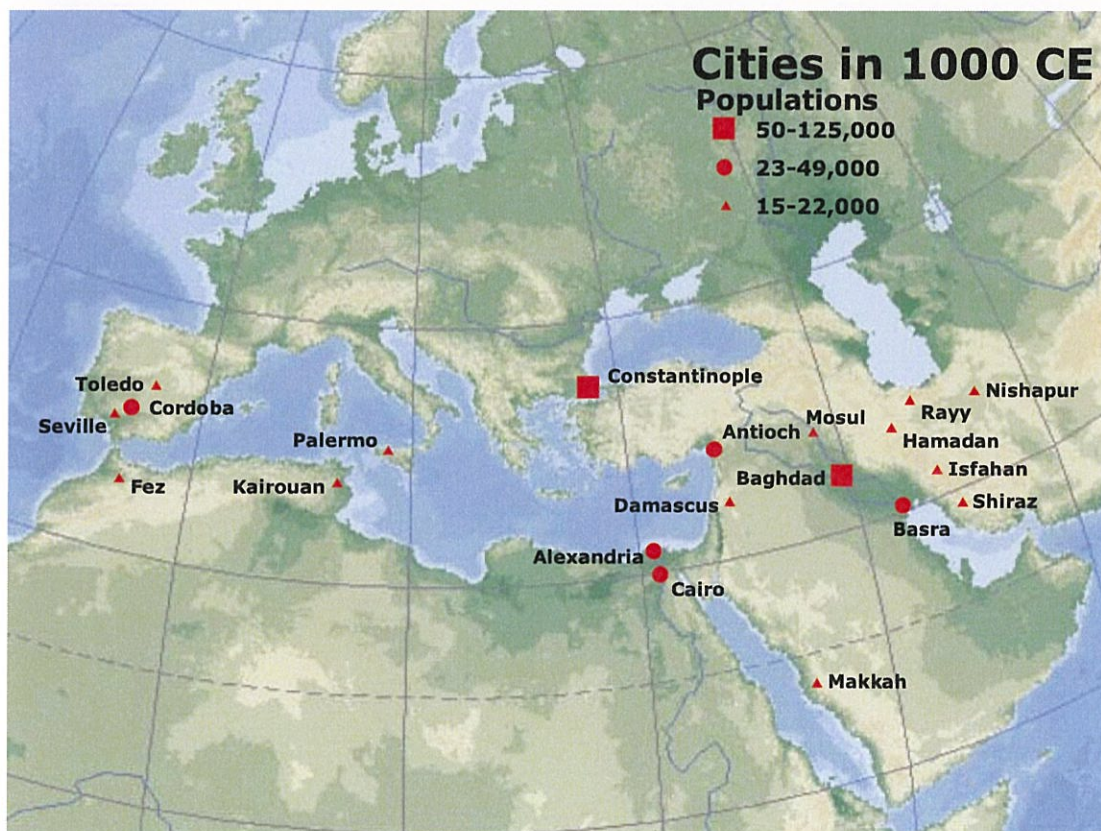 Cities in 1000 CE
Populations
50-125,000
23-49,000
15-22,000
Toledo
Cordoba
Seville
Fez
Palermo
Kairouan
Constantinople
Antioch
Mosul
Baghdad
Damascus
Alexandria
Cairo
Nishapur
Rayy
Hamadan
Isfahan
Shiraz
Basra
Makkah